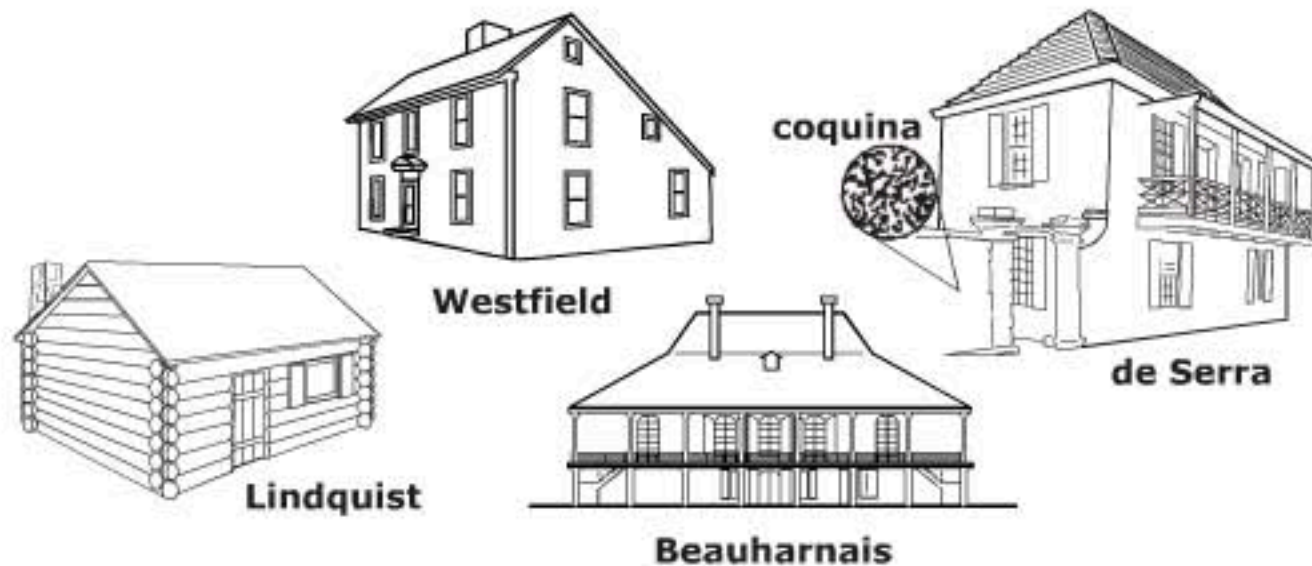 coquina
Westfield
de Serra
Lindquist
Beauharnais